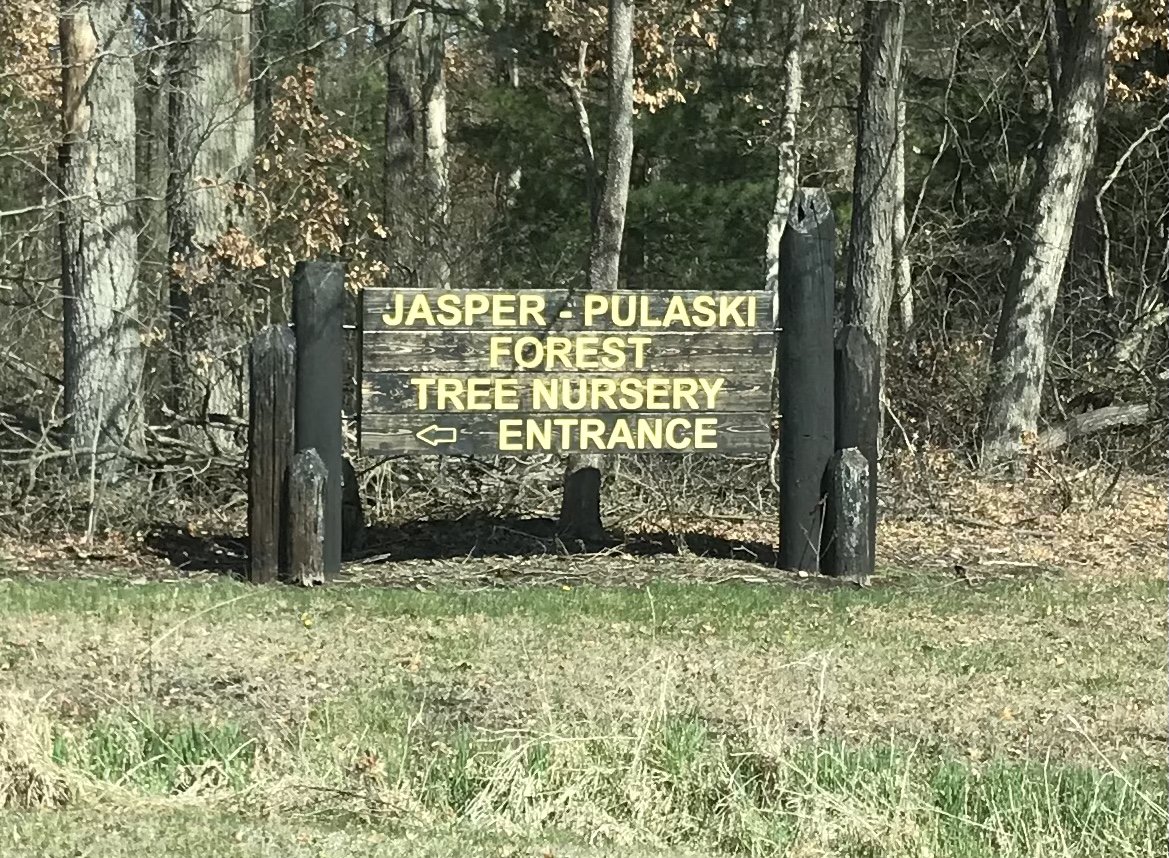 JASPER - PULASKI
FOREST
TREE NURSERY
ENTRANCE